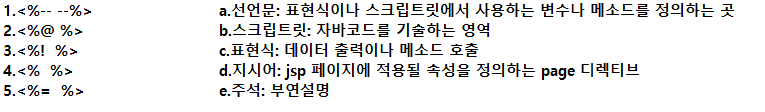 1.<%-- --%> a.선언문: 표현식이나 스크립트릿에서 사용하는 변수나 메소드를 정의하는 곳
2.<%@ %> b.스크립트릿: 자바코드를 기술하는 영역
3.<%! %> c.표현식: 데이터 출력이나 메소드 호출
4.<% %> d.지시어: jsp 페이지에 적용될 속성을 정의하는 page 디렉티브
5.<%= %> e.주석: 부연설명